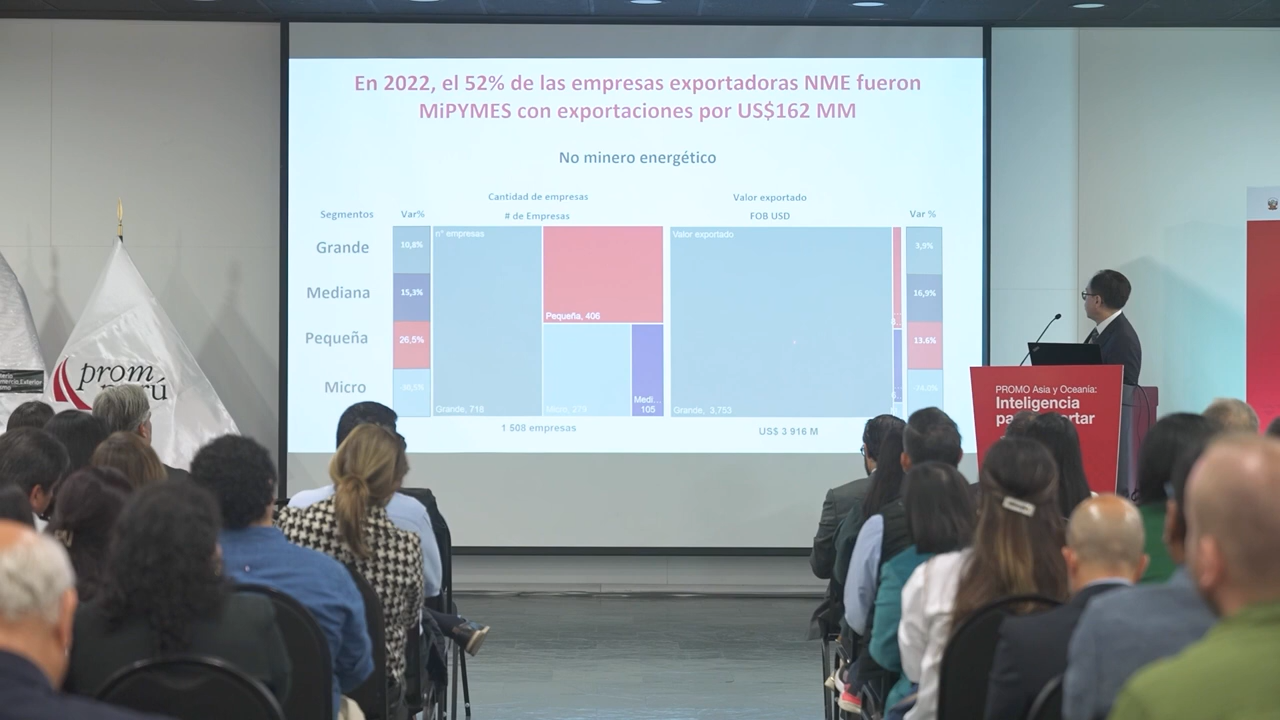 En 2022, el 52% de las empresas exportadoras NME fueron
MiPYMES con exportaciones por US$162 MM
No minero energético
Cantidad de empresas
Valor exportado
Segmentos
Var%
# de Empresas
FOB USD
Var %
Grande
Mediana
Pequeña
Micro
10,8%
15,3%
26,5%
n° empresas
Pequeña, 406
Grande, 718
Medi...
105
1 508 empresas
Valor exportado
Grande, 3,753
US$ 3 916 M
3,9%
16,9%
13.6%
prom
PROMO Asia y Oceanía:
Inteligencia